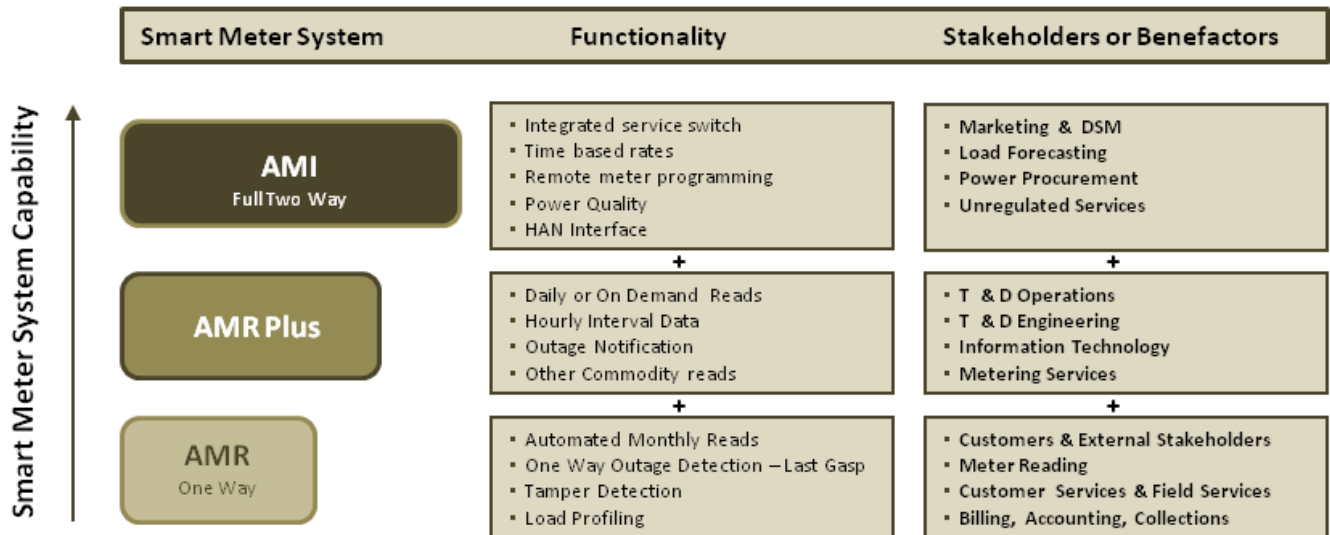 Smart Meter System Functionality Stakeholders or Benefactors
Smart Meter System Capability
AMI
Full Two Way
▪ Integrated service switch
▪ Time based rates
▪ Remote meter programming
▪ Power Quality
▪ HAN Interface
▪ Marketing & DSM
▪ Load Forecasting
▪ Power Procurement
▪ Unregulated Services
+ +
AMR Plus
▪ Daily or On Demand Reads
▪ Hourly Interval Data
▪ Outage Notification
▪ Other Commodity reads
▪ T & D Operations
▪ T & D Engineering
▪ Information Technology
▪ Metering Services
+ +
AMR
One Way
▪ Automated Monthly Reads
▪ One Way Outage Detection – Last Gasp
▪ Tamper Detection
▪ Load Profiling
▪ Customers & External Stakeholders
▪ Meter Reading
▪ Customer Services & Field Services
▪ Billing, Accounting, Collections